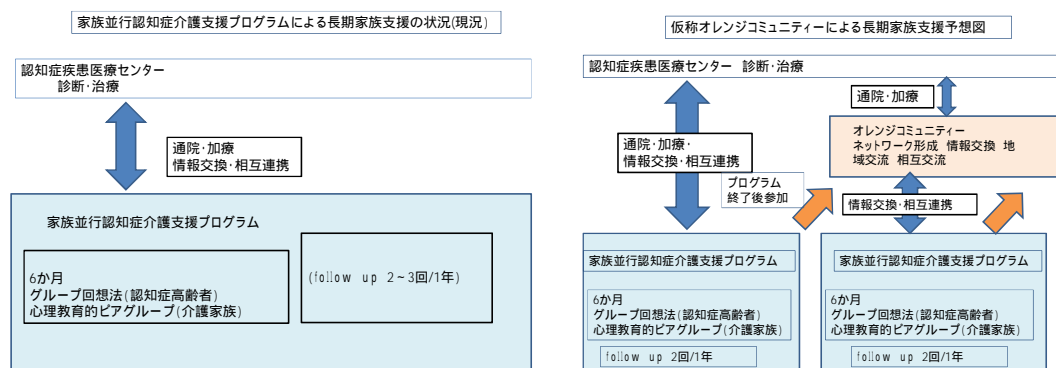 家族並行認知症介護支援プログラムによる長期家族支援の状況(現況)
認知症疾患医療センター
診断･治療
通院･加療
情報交換･相互連携
家族並行認知症介護支援プログラム
6か月
グループ回想法(認知症高齢者)
心理教育的ピアグループ(介護家族)
(follow up 2~3回/1年)
仮称オレンジコミュニティーによる長期家族支援予想図
認知症疾患医療センター 診断･治療
通院･加療
通院･加療･
情報交換･相互連携
オレンジコミュニティー
ネットワーク形成 情報交換 地
域交流 相互交流
プログラム
終了後参加
情報交換･相互連携
家族並行認知症介護支援プログラム
6か月
グループ回想法(認知症高齢者)
心理教育的ピアグループ(介護家族)
follow up 2回/1年
家族並行認知症介護支援プログラム
6か月
グループ回想法(認知症高齢者)
心理教育的ピアグループ(介護家族)
follow up 2回/1年